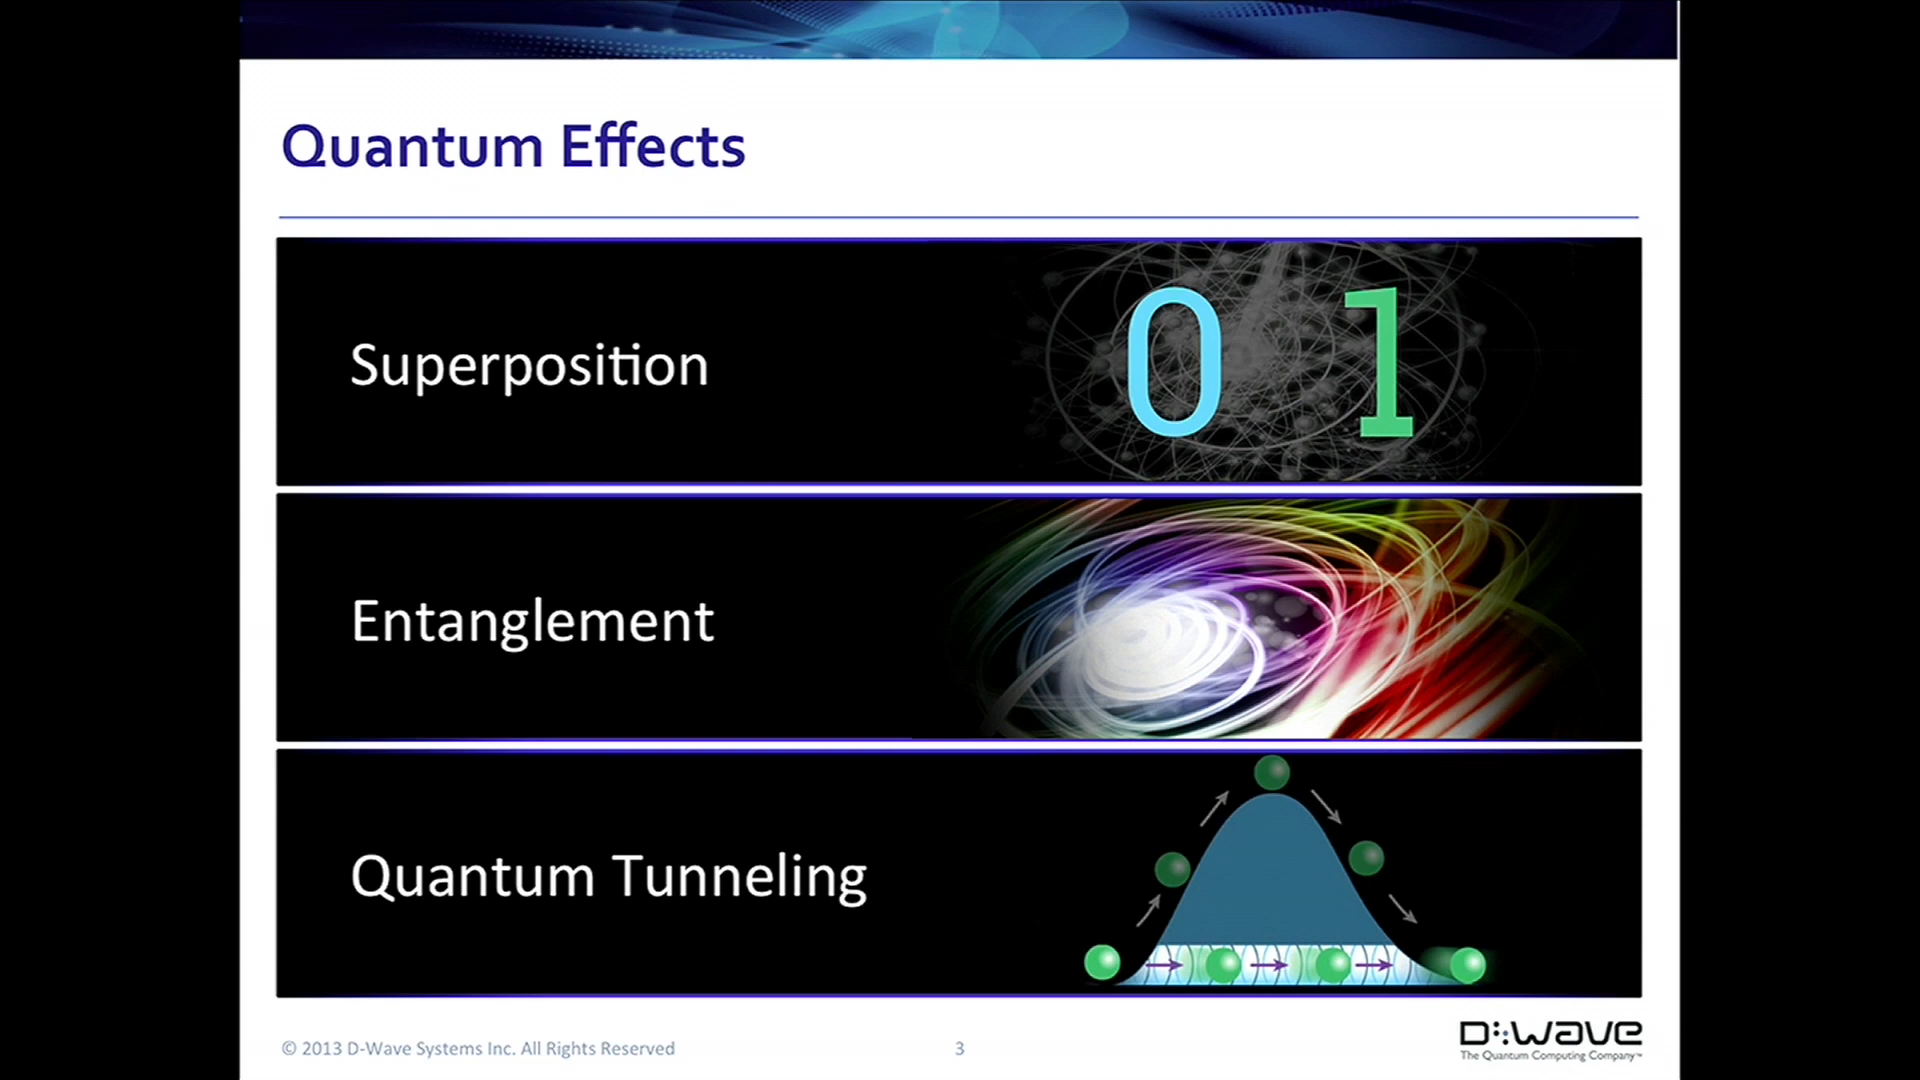 Quantum Effects
Superposition
0 1
Entanglement
Quantum Tunneling
© 2013 D-Wave Systems Inc. All Rights Reserved
3
D:wave
The Quantum Computing Company™